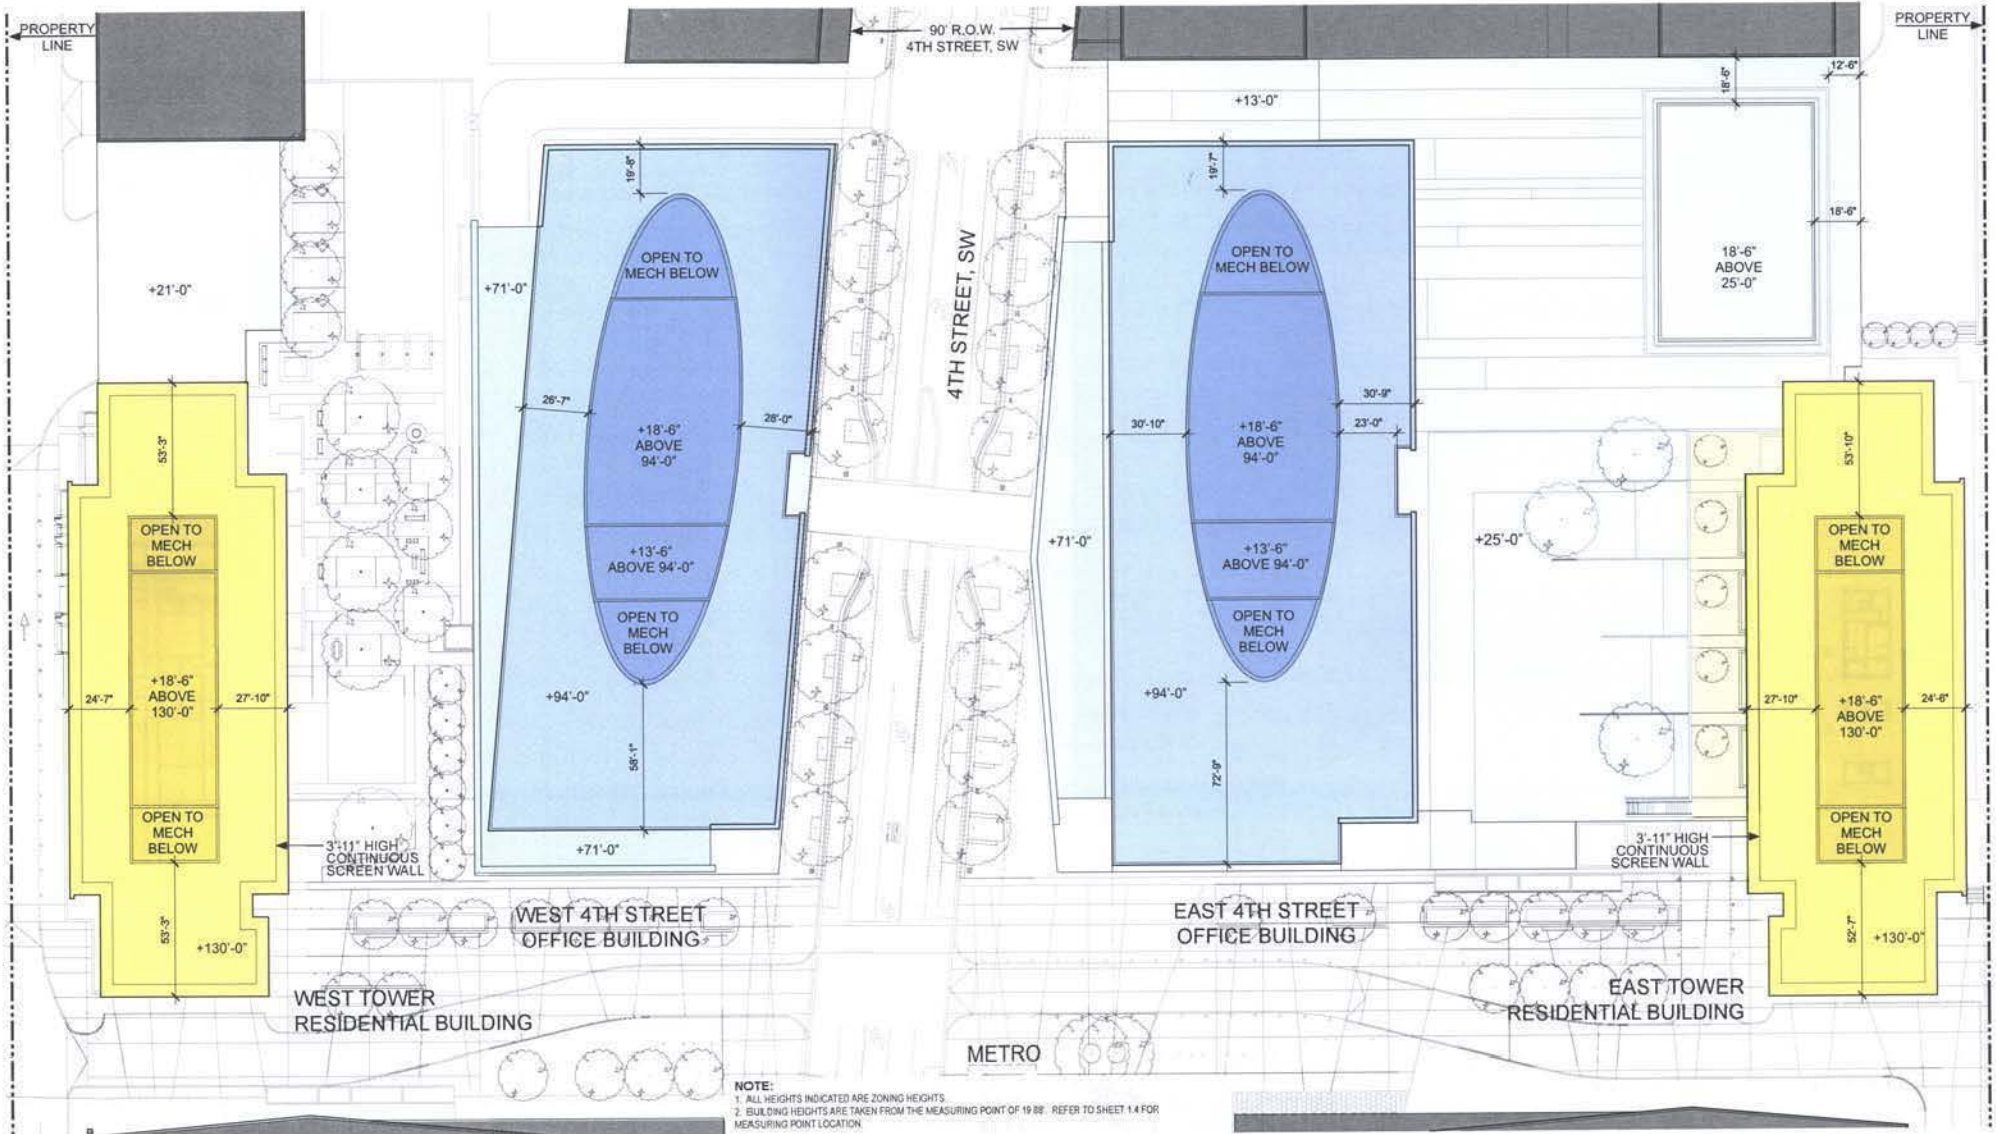 PROPERTY
LINE
90' R.O.W.
4TH STREET, SW
PROPERTY
LINE
12'-6"
18'-6"
+13'-0"
19'-8"
19'-7"
18'-6"
+21'-0"
+71'-0"
OPEN TO
MECH BELOW
4TH STREET, SW
OPEN TO
MECH BELOW
18'-6"
ABOVE
25'-0"
26'-7"
28'-0"
+18'-6"
ABOVE
94'-0"
30'-10"
+18'-6"
ABOVE
94'-0"
30'-9"
23'-0"
53'-3"
53'-10"
OPEN TO
MECH
BELOW
+13'-6"
ABOVE 94'-0"
+71'-0"
+13'-6"
ABOVE 94'-0"
+25'-0"
OPEN TO
MECH
BELOW
OPEN TO
MECH
BELOW
OPEN TO
MECH
BELOW
24'-7"
+18'-6"
ABOVE
130'-0"
27'-10"
+94'-0"
+94'-0"
27'-10"
+18'-6"
ABOVE
130'-0"
24'-6"
58'-1"
72'-9"
OPEN TO
MECH
BELOW
3'-11" HIGH
CONTINUOUS
SCREEN WALL
+71'-0"
3'-11" HIGH
CONTINUOUS
SCREEN WALL
OPEN TO
MECH
BELOW
53'-3"
+130'-0"
WEST 4TH STREET
OFFICE BUILDING
EAST 4TH STREET
OFFICE BUILDING
52'-7"
+130'-0"
WEST TOWER
RESIDENTIAL BUILDING
EAST TOWER
RESIDENTIAL BUILDING
METRO
NOTE:
1. ALL HEIGHTS INDICATED ARE ZONING HEIGHTS.
2. BUILDING HEIGHTS ARE TAKEN FROM THE MEASURING POINT OF 19.88'. REFER TO SHEET 1.4 FOR
MEASURING POINT LOCATION.